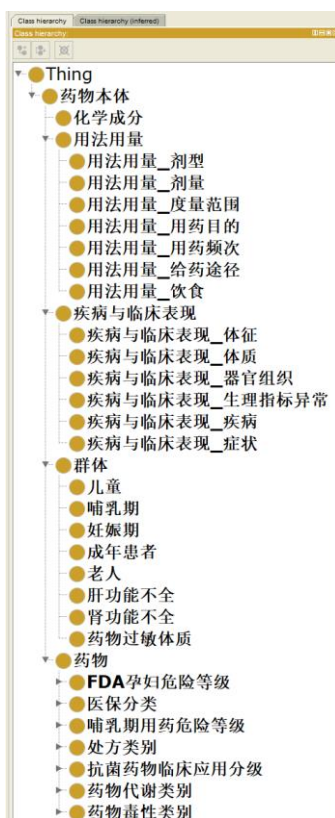 Class hierarchy Class hierarchy (inferred)
Class hierarchy:
Thing
药物本体
化学成分
用法用量
用法用量_剂型
用法用量_剂量
用法用量_度量范围
用法用量_用药目的
用法用量_用药频次
用法用量_给药途径
用法用量_饮食
疾病与临床表现
疾病与临床表现_体征
疾病与临床表现_体质
疾病与临床表现_器官组织
疾病与临床表现_生理指标异常
疾病与临床表现_疾病
疾病与临床表现_症状
群体
儿童
哺乳期
妊娠期
成年患者
老人
肝功能不全
肾功能不全
药物过敏体质
药物
FDA孕妇危险等级
医保分类
哺乳期用药危险等级
处方类别
抗菌药物临床应用分级
药物代谢类别
药物毒性类别